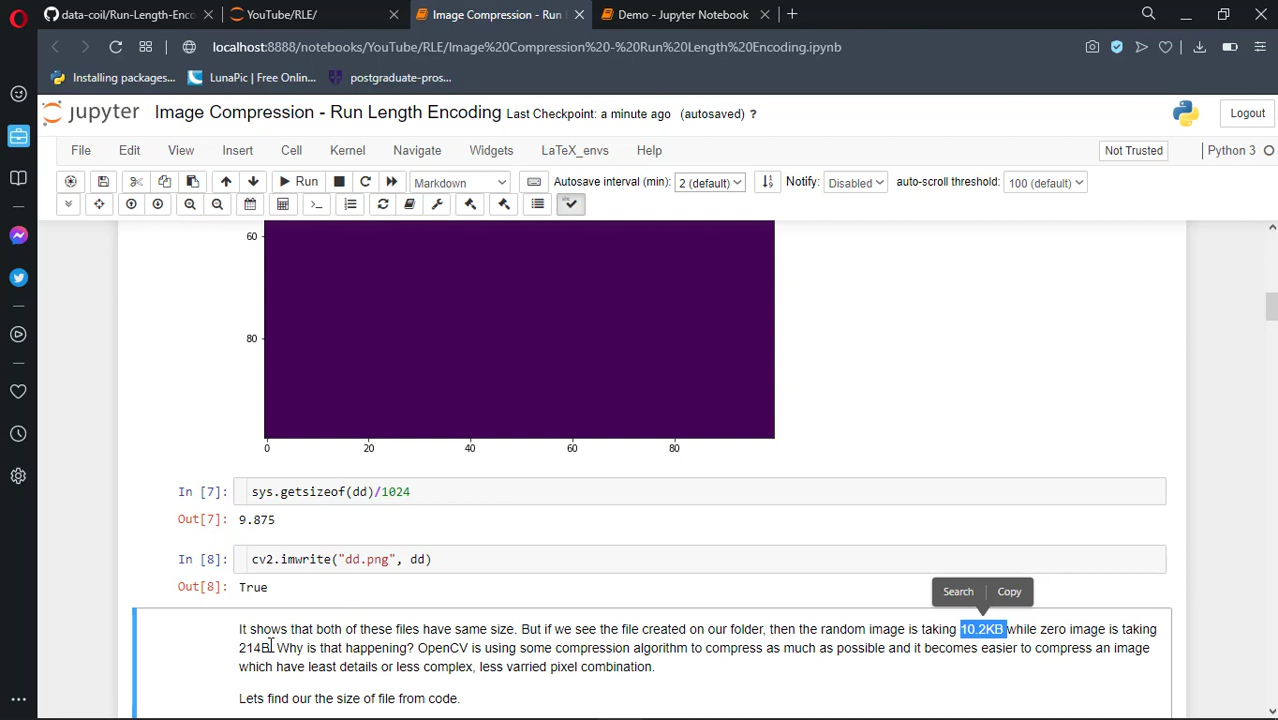 data-coil/Run-Length-Enco
YouTube/RLE/
Image Compression - Run
Demo - Jupyter Notebook
localhost:8888/notebooks/YouTube/RLE/Image%20Compression%20-%20Run%20Length%20Encoding.ipynb
Installing packages...
LunaPic | Free Onlin...
postgraduate-pros...
jupyter
Image Compression - Run Length Encoding Last Checkpoint: a minute ago (autosaved) ?
Logout
File Edit View Insert Cell Kernel Navigate Widgets LaTeX_envs Help
Not Trusted
Python 3
Run
Markdown
Autosave interval (min): 2 (default)
Notify: Disabled
auto-scroll threshold: 100 (default)
60
80
0 20 40 60 80
In [7]: sys.getsizeof(dd)/1024
Out[7]: 9.875
In [8]: cv2.imwrite("dd.png", dd)
Out[8]: True
Search Copy
It shows that both of these files have same size. But if we see the file created on our folder, then the random image is taking 10.2KB while zero image is taking
214B. Why is that happening? OpenCV is using some compression algorithm to compress as much as possible and it becomes easier to compress an image
which have least details or less complex, less varried pixel combination.
Lets find our the size of file from code.